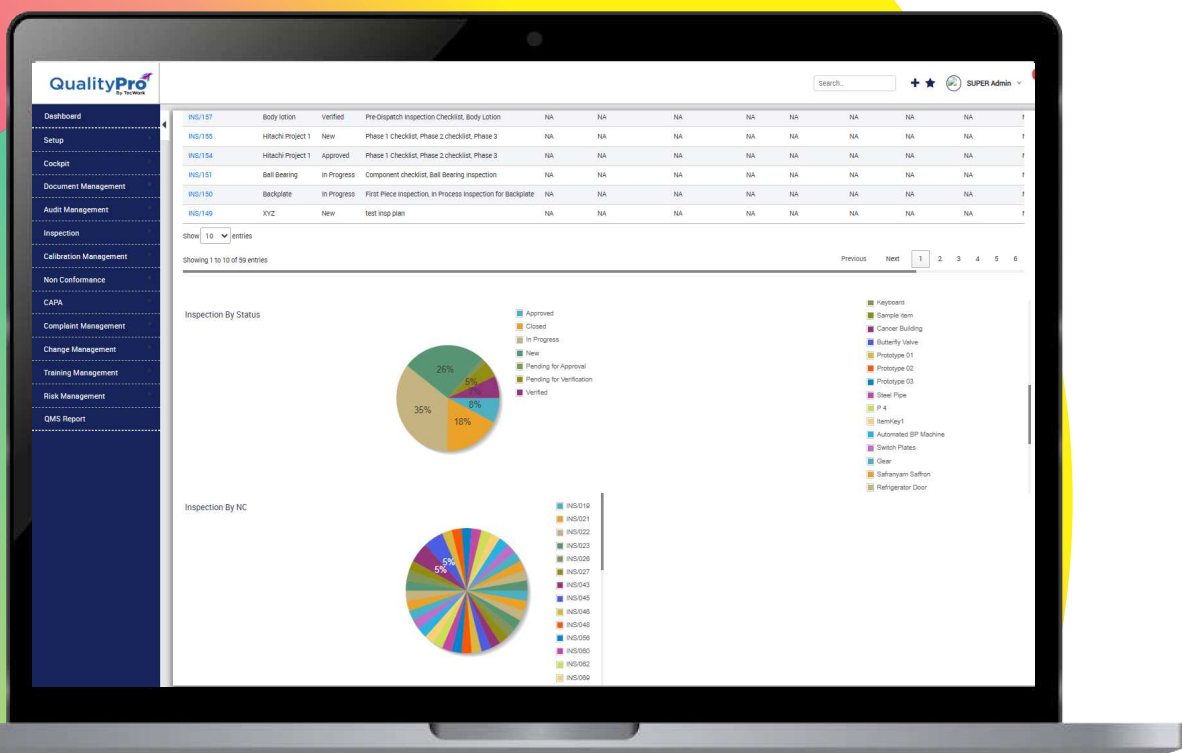 QualityPro
By TecWork
Search..
SUPER Admin
Dashboard
Setup
Cockpit
Document Management
Audit Management
Inspection
Calibration Management
Non Conformance
CAPA
Complaint Management
Change Management
Training Management
Risk Management
QMS Report
INS/157 Body lotion Verified Pre-Dispatch Inspection Checklist, Body Lotion NA NA NA NA NA NA NA NA
INS/155 Hitachi Project 1 New Phase 1 Checklist, Phase 2 checklist, Phase 3 NA NA NA NA NA NA NA NA
INS/154 Hitachi Project 1 Approved Phase 1 Checklist, Phase 2 checklist, Phase 3 NA NA NA NA NA NA NA NA
INS/151 Ball Bearing In Progress Component checklist, Ball Bearing inspection NA NA NA NA NA NA NA NA
INS/150 Backplate In Progress First Piece Inspection, In Process Inspection for Backplate NA NA NA NA NA NA NA NA
INS/149 XYZ New test insp plan NA NA NA NA NA NA NA NA
Show 10 entries
Showing 1 to 10 of 59 entries
Previous Next 1 2 3 4 5 6
Inspection By Status
26%
5%
7%
8%
18%
35%
Approved
Closed
In Progress
New
Pending for Approval
Pending for Verification
Verified
Keyboard
Sample item
Cancer Building
Butterfly Valve
Prototype 01
Prototype 02
Prototype 03
Steel Pipe
P 4
ItemKey1
Automated BP Machine
Switch Plates
Gear
Safranyam Saffron
Refrigerator Door
Inspection By NC
5%
5%
INS/019
INS/021
INS/022
INS/023
INS/026
INS/027
INS/043
INS/045
INS/046
INS/048
INS/056
INS/060
INS/062
INS/069